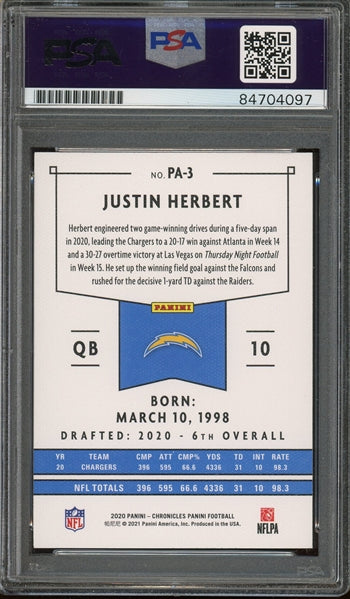 PSA
PSA
84704097
NO. PA-3
JUSTIN HERBERT
Herbert engineered two game-winning drives during a five-day span
in 2020, leading the Chargers to a 20-17 win against Atlanta in Week 14
and a 30-27 overtime victory at Las Vegas on Thursday Night Football
in Week 15. He set up the winning field goal against the Falcons and
rushed for the decisive 1-yard TD against the Raiders.
PANINI
QB 10
BORN:
MARCH 10, 1998
DRAFTED: 2020 - 6TH OVERALL
YR TEAM CMP ATT CMP% YDS TD INT RATE
20 CHARGERS 396 595 66.6 4336 31 10 98.3
NFL TOTALS 396 595 66.6 4336 31 10 98.3
2020 PANINI – CHRONICLES PANINI FOOTBALL
帕尼尼 © 2021 Panini America, Inc. Produced in the USA.
NFL
NFLPA